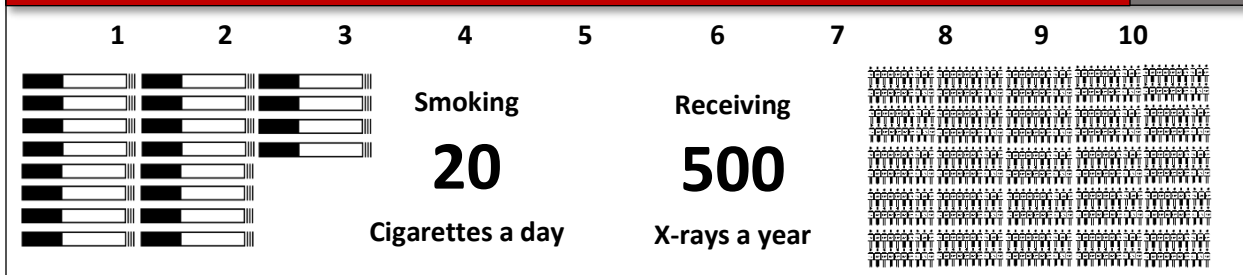 1 2 3 4 5 6 7 8 9 10
Smoking
20
Cigarettes a day
Receiving
500
X-rays a year